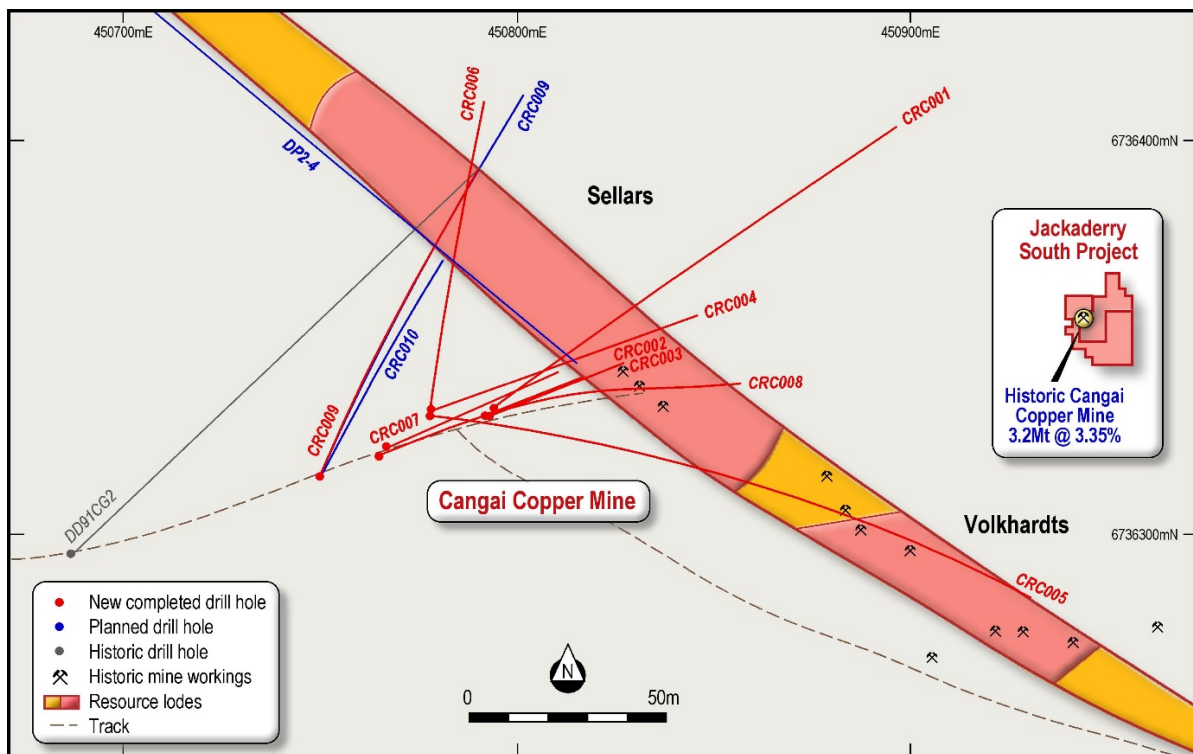 450700mE
450800mE
450900mE
CRC006
CRC009
CRC001
6736400mN
DP2-4
Sellars
Jackaderry
South Project
Historic Cangai
Copper Mine
3.2Mt @ 3.35%
CRC004
CRC002
CRC003
CRC008
CRC010
CRC009
CRC007
Cangai Copper Mine
DD91CG2
Volkhardts
6736300mN
CRC005
New completed drill hole
Planned drill hole
Historic drill hole
Historic mine workings
Resource lodes
Track
N
0
50m